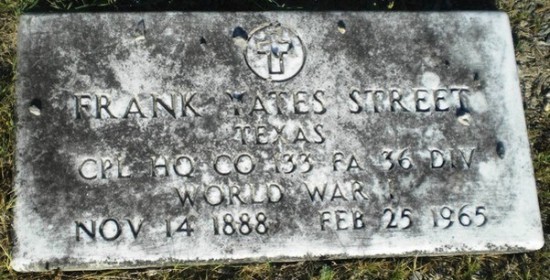 FRANK YATES STREET
TEXAS
CPL HQ CO 133 FA 36 DIV
WORLD WAR I
NOV 14 1888 FEB 25 1965